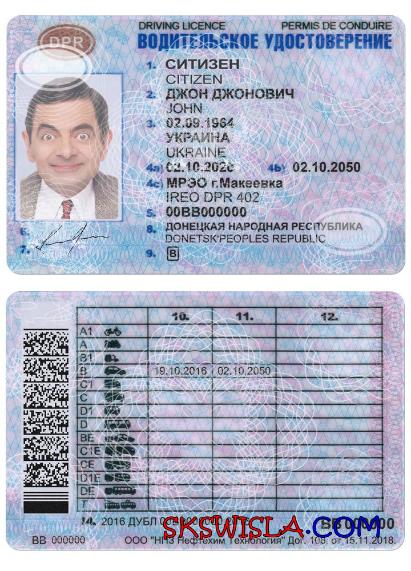 DRIVING LICENCE PERMIS DE CONDUIRE
DPR ВОДИТЕЛЬСКОЕ УДОСТОВЕРЕНИЕ
1. СИТИЗЕН
CITIZEN
2. ДЖОН ДЖОНОВИЧ
JOHN
3. 02.09.1964
УКРАИНА
UKRAINE
4a) 02.10.2020 4b) 02.10.2050
4c) МРЭО г.Макеевка
IREO DPR 402
5. 00BB000000
6.
7.
8. ДОНЕЦКАЯ НАРОДНАЯ РЕСПУБЛИКА
DONETSK'PEOPLES REPUBLIC
9. B
10. 11. 12.
A1
A
B1
B 19.10.2016 02.10.2050
C1
C
D1
D
BE
C1E
CE
D1E
DE
T
14. 2016 ДУБЛ BB 000000
SKSWISLA.COM
BB 000000 ООО "НПЗ Нефтехим Технология" Дог. 108 от 15.11.2018.